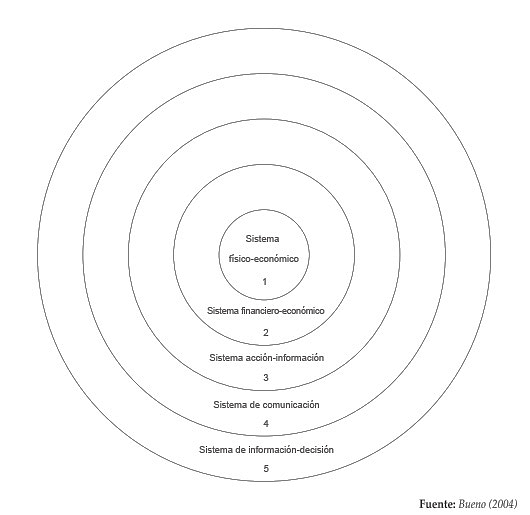 Sistema
físico-económico
1
Sistema financiero-económico
2
Sistema acción-información
3
Sistema de comunicación
4
Sistema de información-decisión
5
Fuente: Bueno (2004)